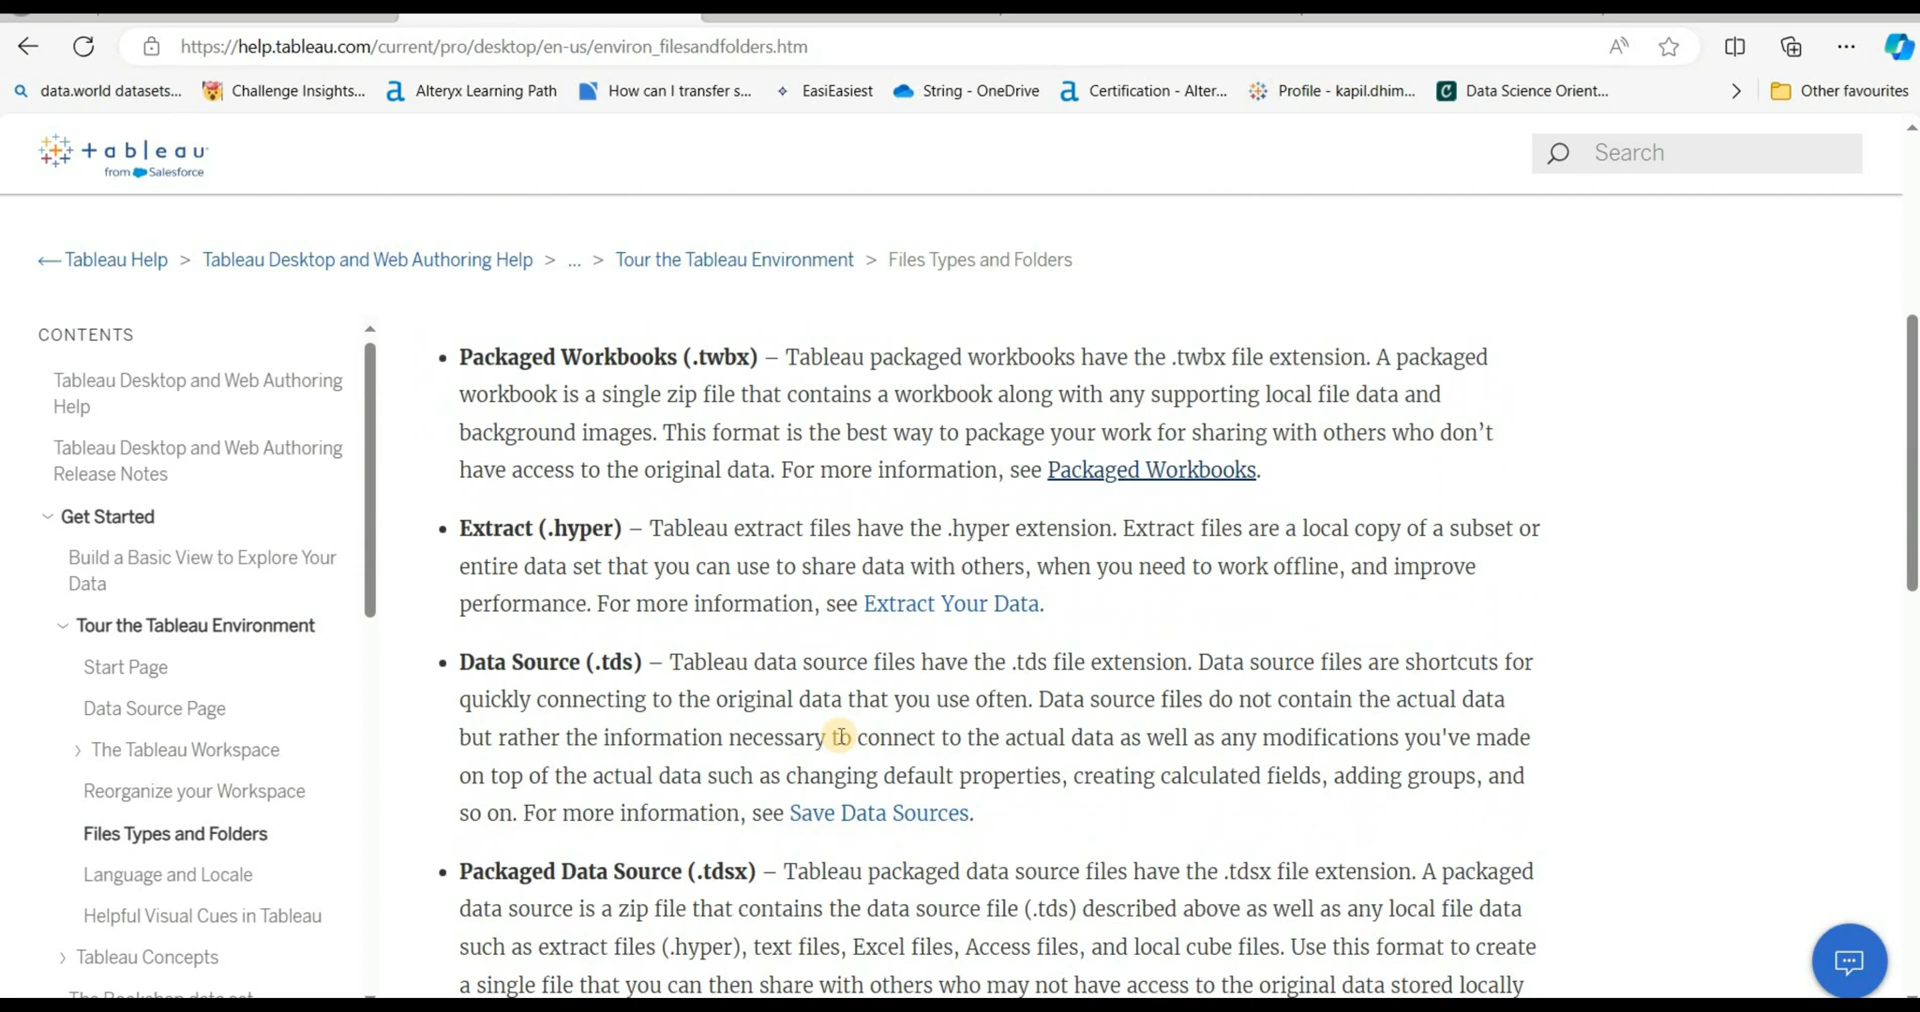 https://help.tableau.com/current/pro/desktop/en-us/environ_filesandfolders.htm
data.world datasets... Challenge Insights... Alteryx Learning Path How can I transfer s... EasiEasiest String - OneDrive Certification - Alter... Profile - kapil.dhim... Data Science Orient... Other favourites
+ableau
from Salesforce
Search
Tableau Help > Tableau Desktop and Web Authoring Help > ... > Tour the Tableau Environment > Files Types and Folders
CONTENTS
Tableau Desktop and Web Authoring
Help
Tableau Desktop and Web Authoring
Release Notes
Get Started
Build a Basic View to Explore Your
Data
Tour the Tableau Environment
Start Page
Data Source Page
The Tableau Workspace
Reorganize your Workspace
Files Types and Folders
Language and Locale
Helpful Visual Cues in Tableau
Tableau Concepts
• Packaged Workbooks (.twbx) – Tableau packaged workbooks have the .twbx file extension. A packaged
workbook is a single zip file that contains a workbook along with any supporting local file data and
background images. This format is the best way to package your work for sharing with others who don’t
have access to the original data. For more information, see Packaged Workbooks.
• Extract (.hyper) – Tableau extract files have the .hyper extension. Extract files are a local copy of a subset or
entire data set that you can use to share data with others, when you need to work offline, and improve
performance. For more information, see Extract Your Data.
• Data Source (.tds) – Tableau data source files have the .tds file extension. Data source files are shortcuts for
quickly connecting to the original data that you use often. Data source files do not contain the actual data
but rather the information necessary to connect to the actual data as well as any modifications you've made
on top of the actual data such as changing default properties, creating calculated fields, adding groups, and
so on. For more information, see Save Data Sources.
• Packaged Data Source (.tdsx) – Tableau packaged data source files have the .tdsx file extension. A packaged
data source is a zip file that contains the data source file (.tds) described above as well as any local file data
such as extract files (.hyper), text files, Excel files, Access files, and local cube files. Use this format to create
a single file that you can then share with others who may not have access to the original data stored locally